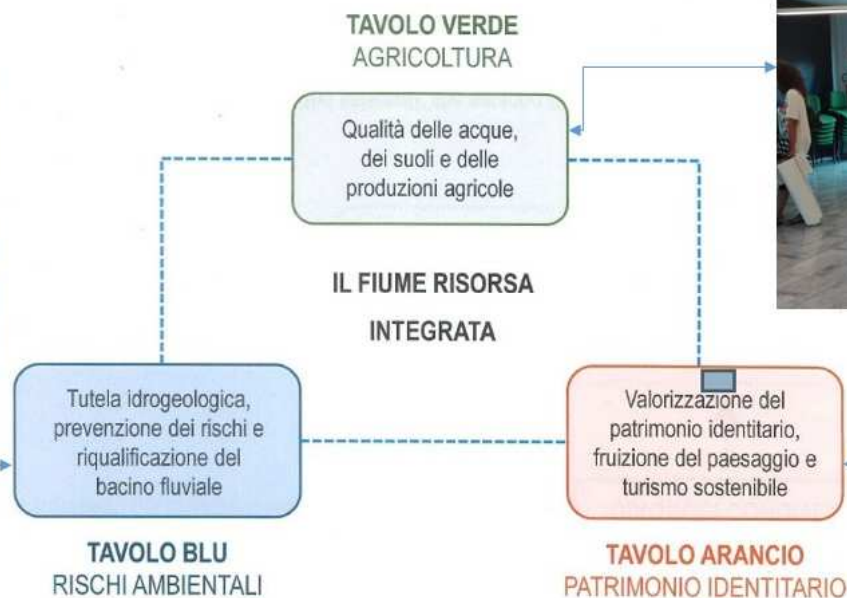 TAVOLO VERDE
AGRICOLTURA
Qualità delle acque,
dei suoli e delle
produzioni agricole
IL FIUME RISORSA
INTEGRATA
Tutela idrogeologica,
prevenzione dei rischi e
riqualificazione del
bacino fluviale
Valorizzazione del
patrimonio identitario,
fruizione del paesaggio e
turismo sostenibile
TAVOLO BLU
RISCHI AMBIENTALI
TAVOLO ARANCIO
PATRIMONIO IDENTITARIO